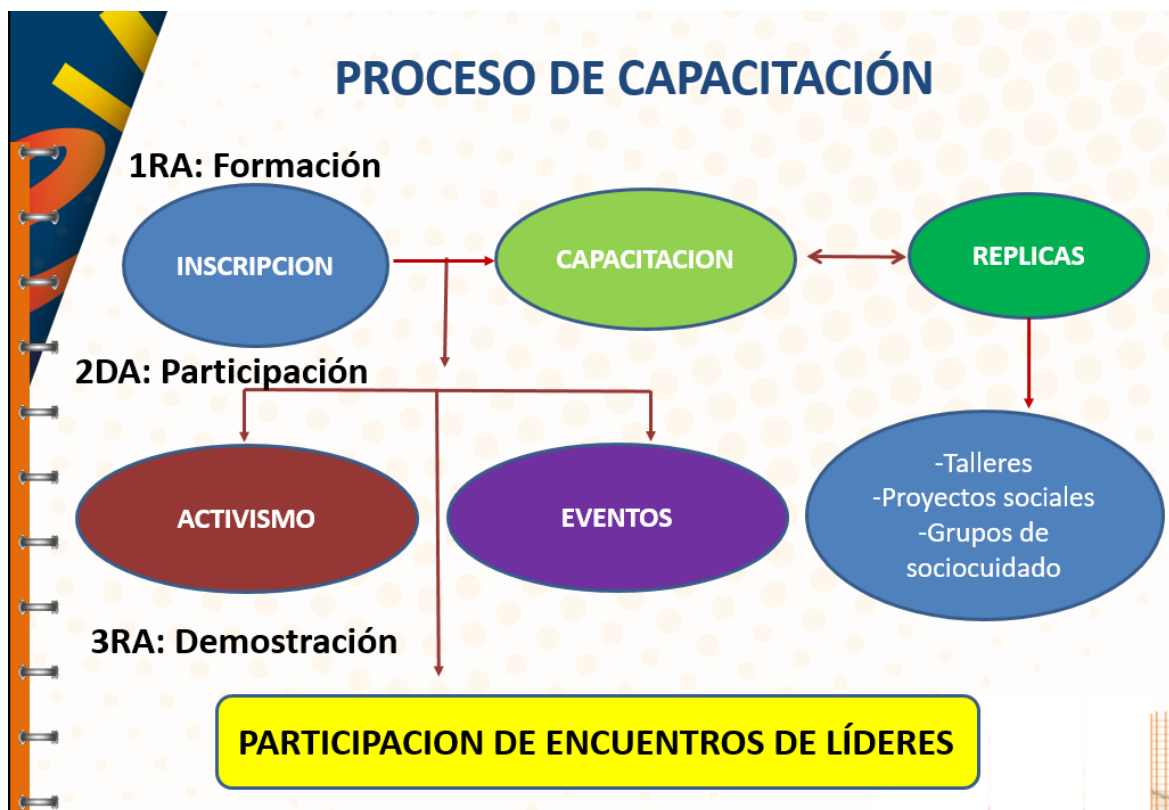 PROCESO DE CAPACITACIÓN
1RA: Formación
INSCRIPCION
CAPACITACION
REPLICAS
2DA: Participación
ACTIVISMO
EVENTOS
-Talleres
-Proyectos sociales
-Grupos de
sociocuidado
3RA: Demostración
PARTICIPACION DE ENCUENTROS DE LÍDERES